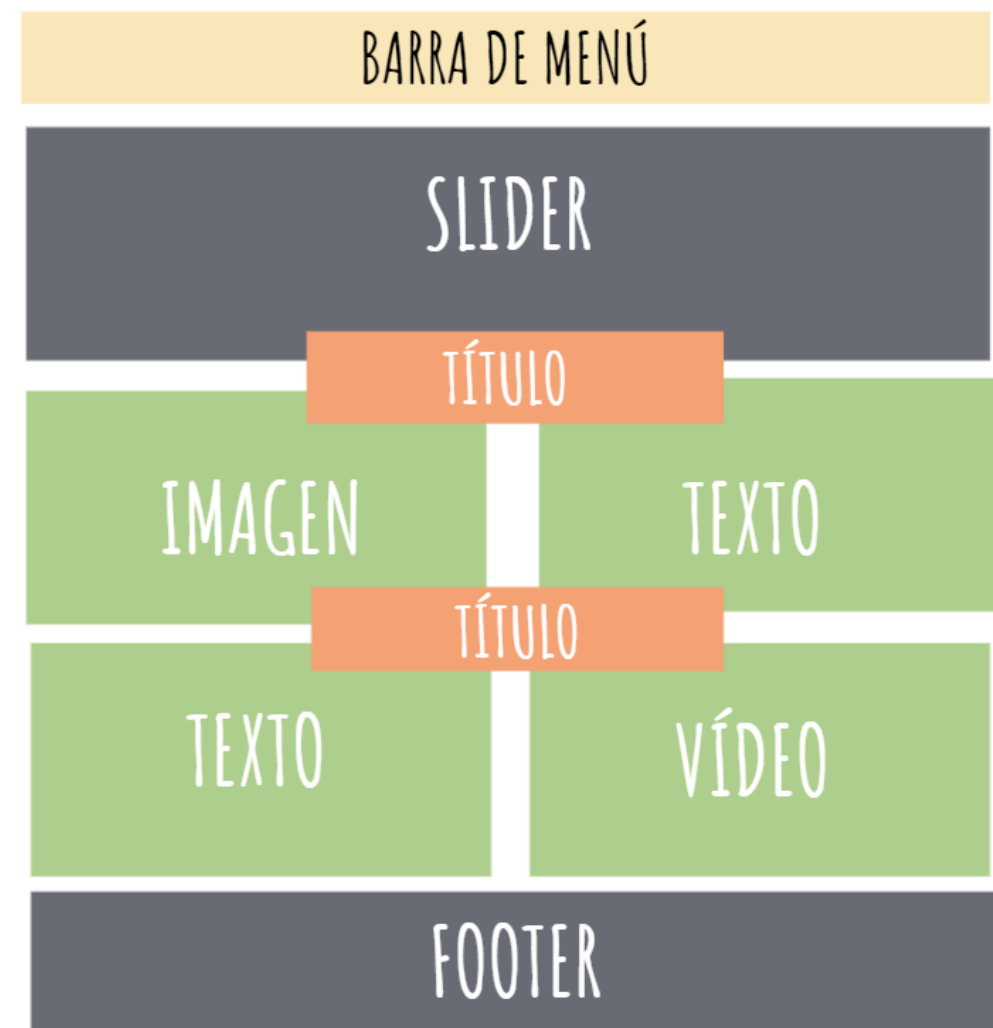 BARRA DE MENÚ
SLIDER
TÍTULO
IMAGEN
TEXTO
TÍTULO
TEXTO
VÍDEO
FOOTER